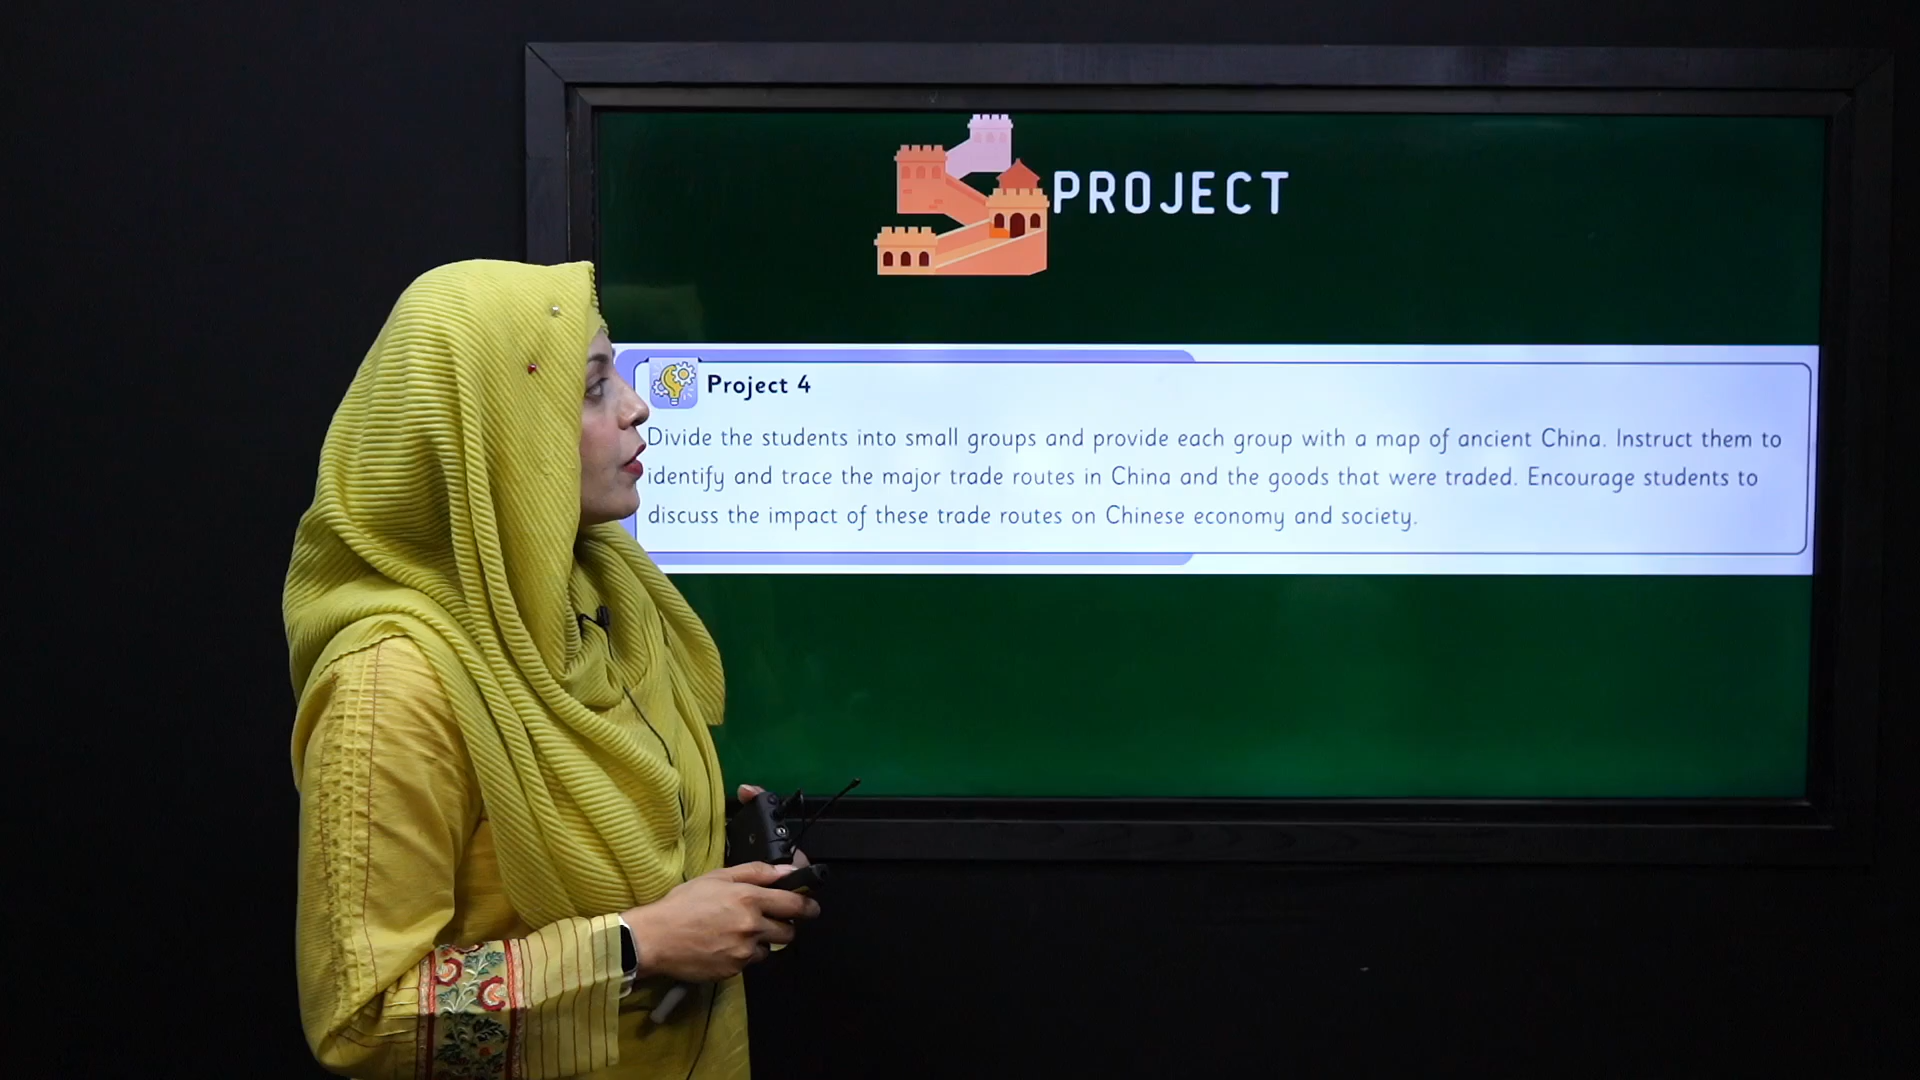 PROJECT
Project 4
Divide the students into small groups and provide each group with a map of ancient China. Instruct them to
identify and trace the major trade routes in China and the goods that were traded. Encourage students to
discuss the impact of these trade routes on Chinese economy and society.